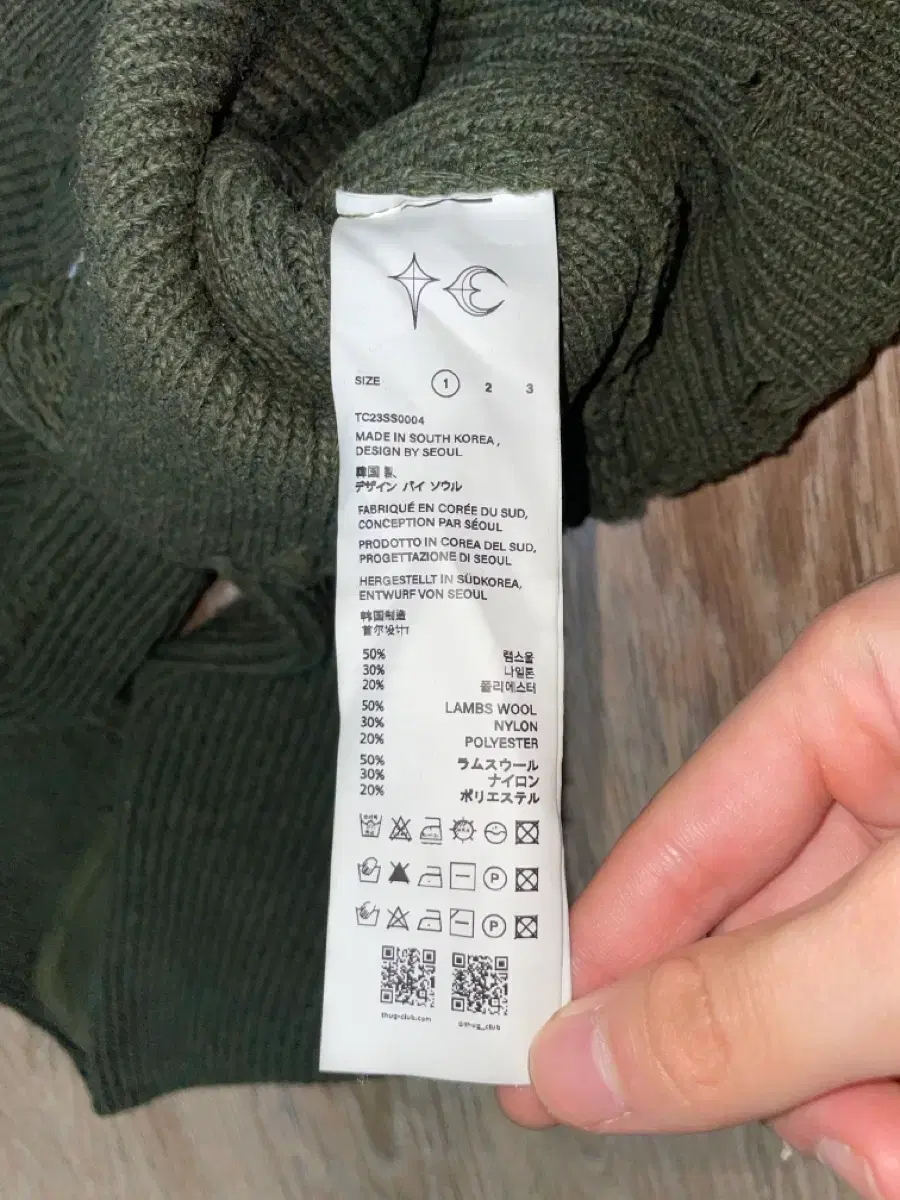 SIZE 1 2 3
TC23SS0004
MADE IN SOUTH KOREA,
DESIGN BY SEOUL
韓国製、
デザイン バイ ソウル
FABRIQUÉ EN CORÉE DU SUD,
CONCEPTION PAR SÉOUL
PRODOTTO IN COREA DEL SUD,
PROGETTAZIONE DI SEOUL
HERGESTELLT IN SÜDKOREA,
ENTWURF VON SEOUL
韩国制造
首尔设计
50% 램스울
30% 나일론
20% 폴리에스터
50% LAMBS WOOL
30% NYLON
20% POLYESTER
50% ラムスウール
30% ナイロン
20% ポリエステル
P
P
thug-club.com
@thug_club